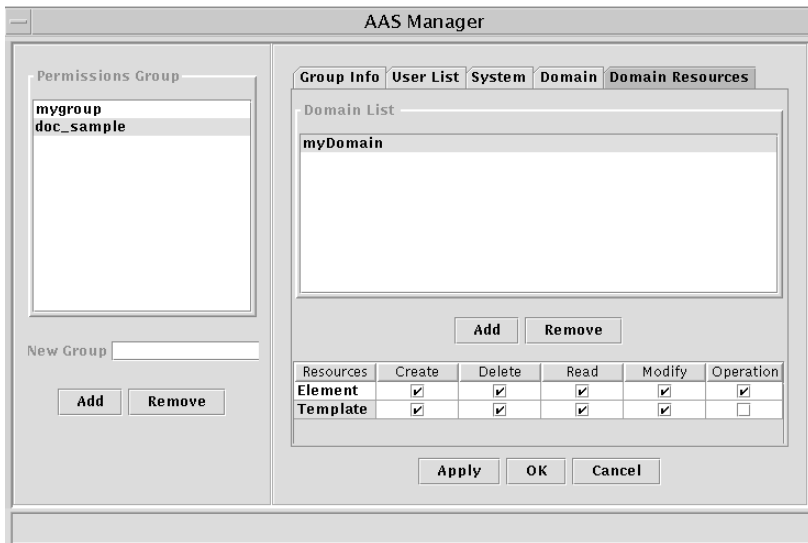 AAS Manager
Permissions Group
mygroup
doc_sample
New Group
Add Remove
Group Info User List System Domain Domain Resources
Domain List
myDomain
Add Remove
Resources Create Delete Read Modify Operation
Element
Template
Apply OK Cancel